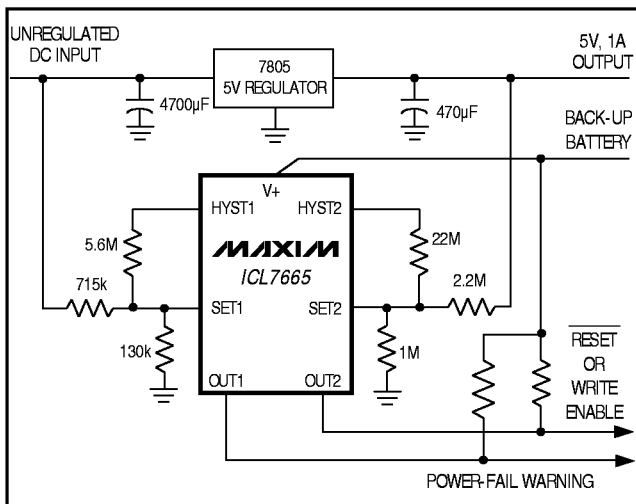 UNREGULATED
DC INPUT
7805
5V REGULATOR
5V, 1A
OUTPUT
4700µF
470µF
BACK-UP
BATTERY
V+
HYST1
HYST2
5.6M
MAXIM
22M
ICL7665
715k
2.2M
SET1
SET2
130k
1M
RESET
OR
WRITE
ENABLE
OUT1
OUT2
POWER-FAIL WARNING